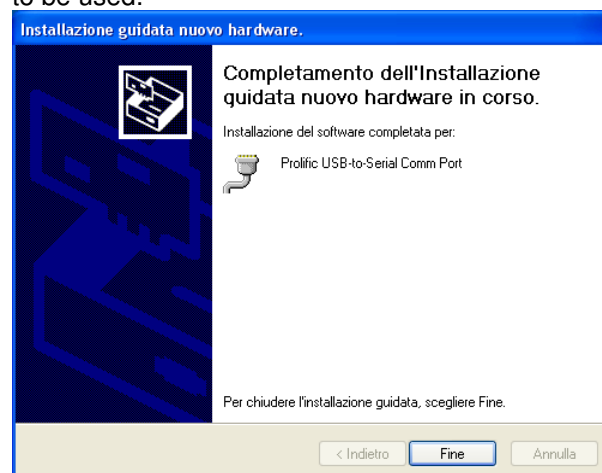 to be used.
Installazione guidata nuovo hardware.
Completamento dell'Installazione
guidata nuovo hardware in corso.
Installazione del software completata per:
Prolific USB-to-Serial Comm Port
Per chiudere l'installazione guidata, scegliere Fine.
< Indietro
Fine
Annulla